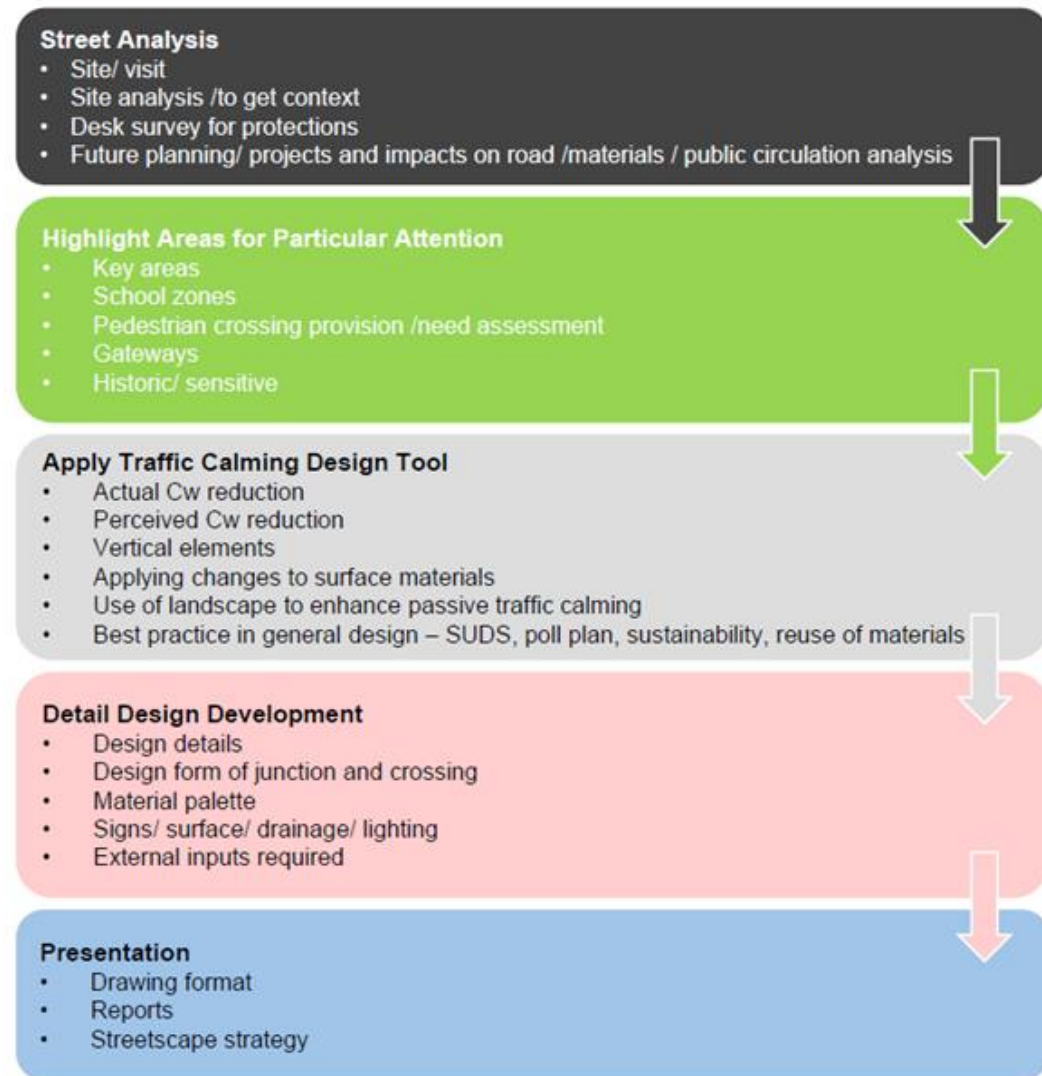 Street Analysis
• Site/ visit
• Site analysis /to get context
• Desk survey for protections
• Future planning/ projects and impacts on road /materials / public circulation analysis
Highlight Areas for Particular Attention
• Key areas
• School zones
• Pedestrian crossing provision /need assessment
• Gateways
• Historic/ sensitive
Apply Traffic Calming Design Tool
• Actual Cw reduction
• Perceived Cw reduction
• Vertical elements
• Applying changes to surface materials
• Use of landscape to enhance passive traffic calming
• Best practice in general design – SUDS, poll plan, sustainability, reuse of materials
Detail Design Development
• Design details
• Design form of junction and crossing
• Material palette
• Signs/ surface/ drainage/ lighting
• External inputs required
Presentation
• Drawing format
• Reports
• Streetscape strategy